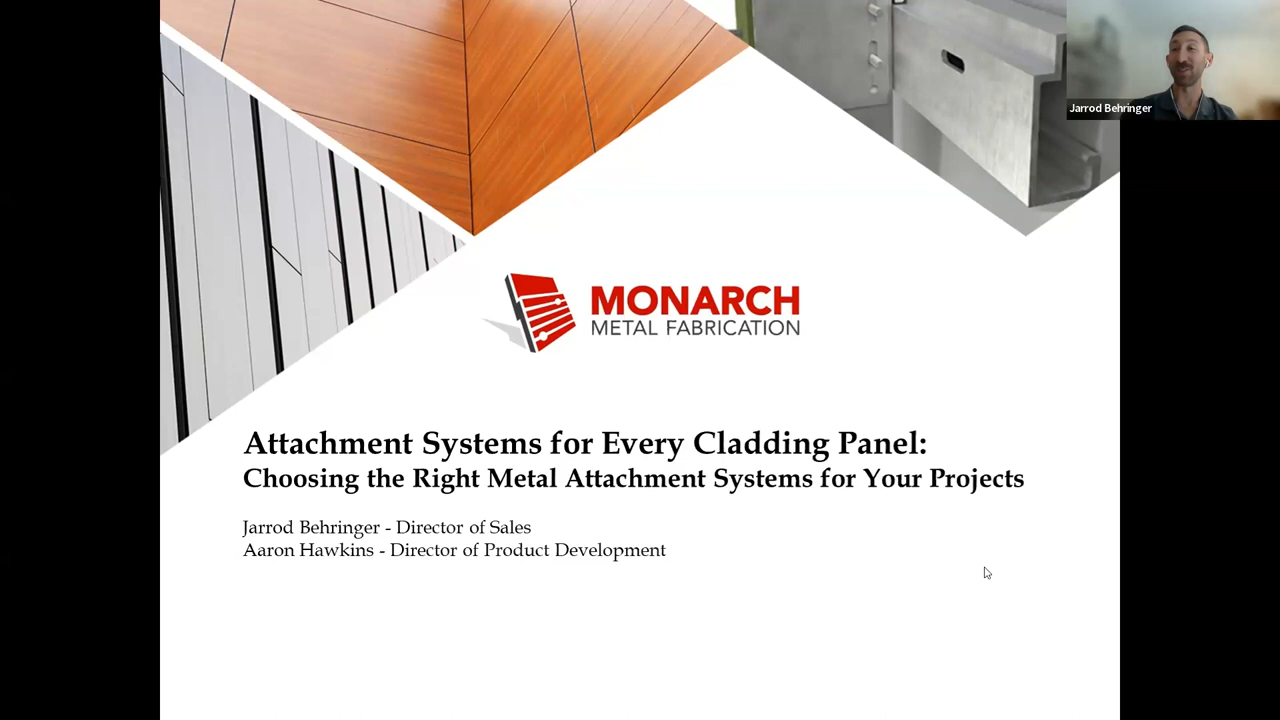 Jarrod Behringer
MONARCH
METAL FABRICATION
Attachment Systems for Every Cladding Panel:
Choosing the Right Metal Attachment Systems for Your Projects
Jarrod Behringer - Director of Sales
Aaron Hawkins - Director of Product Development